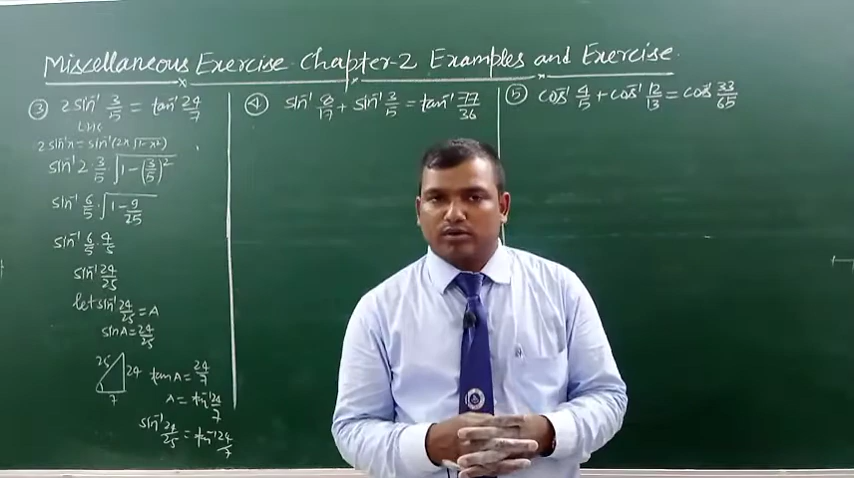 Miscellaneous Exercise Chapter-2 Examples and Exercise
③ 2 sin⁻¹ 3/5 = tan⁻¹ 24/7
LHS
2 sin⁻¹x = sin⁻¹(2x √1-x²)
sin⁻¹ 2· 3/5 · √1-(3/5)²
sin⁻¹ 6/5 · √1-9/25
sin⁻¹ 6/5 · 4/5
sin⁻¹ 24/25
let sin⁻¹ 24/25 = A
sin A = 24/25
25 24 7
tan A = 24/7
A = tan⁻¹ 24/7
sin⁻¹ 24/25 = tan⁻¹ 24/7
④ sin⁻¹ 8/17 + sin⁻¹ 3/5 = tan⁻¹ 77/36
⑤ cos⁻¹ 4/5 + cos⁻¹ 12/13 = cos⁻¹ 33/65